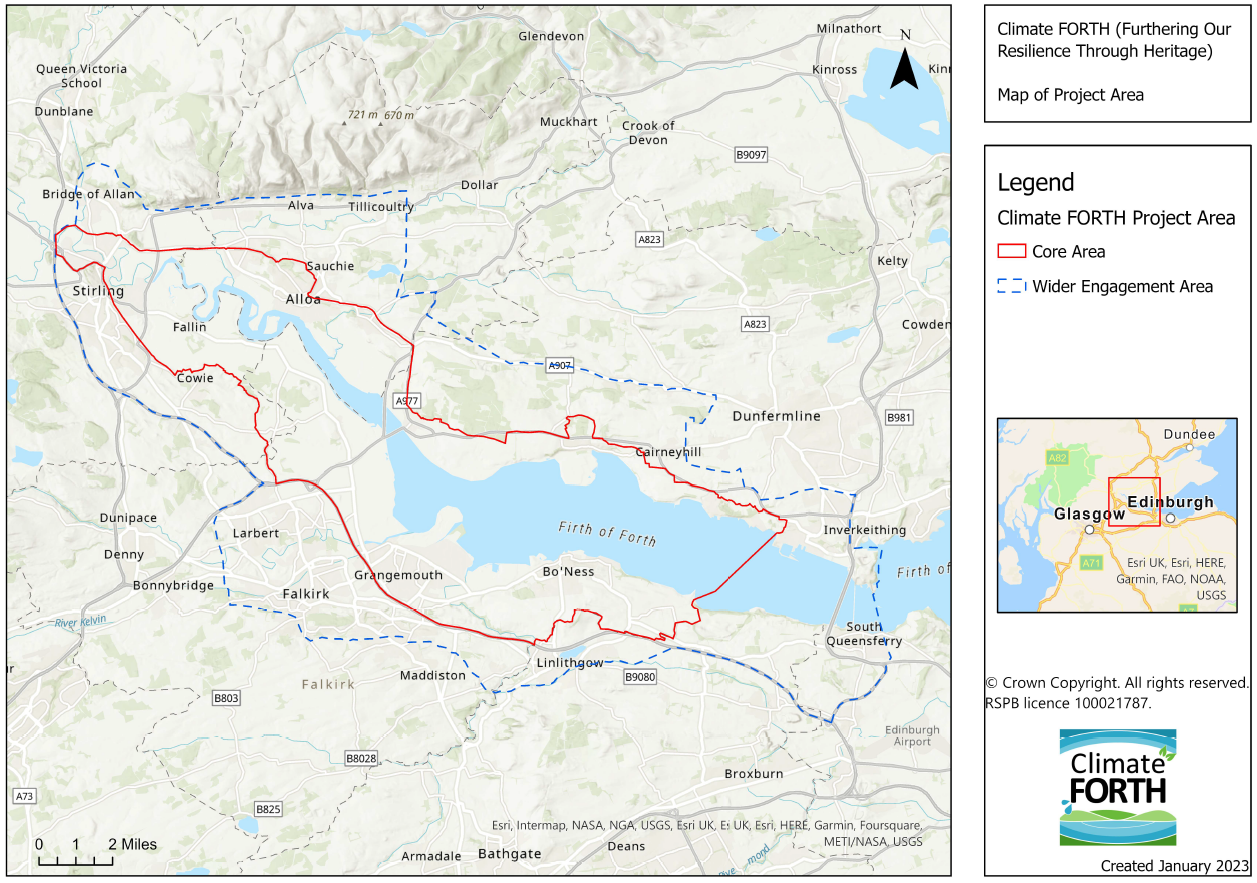 Glendevon
Milnathort
N
Queen Victoria
School
Kinross
Kinr
Dunblane
721 m
670 m
Muckhart
Crook of
Devon
B9097
Bridge of Allan
Dollar
Alva
Tillicoultry
A823
Kelty
Sauchie
Stirling
Alloa
Fallin
A823
Cowden
A907
Cowie
A977
Dunfermline
B981
Cairneyhill
Dunipace
Larbert
Firth of Forth
Inverkeithing
Denny
Bonnybridge
Grangemouth
Bo'Ness
Firth of
Falkirk
River Kelvin
South
Queensferry
Linlithgow
Maddiston
B9080
Falkirk
B803
Edinburgh
Airport
B8028
Broxburn
A73
B825
Esri, Intermap, NASA, NGA, USGS, Esri UK, Ei UK, Esri, HERE, Garmin, Foursquare,
METI/NASA, USGS
0 1 2 Miles
Armadale
Bathgate
Deans
Climate FORTH (Furthering Our
Resilience Through Heritage)
Map of Project Area
Legend
Climate FORTH Project Area
Core Area
Wider Engagement Area
Dundee
A82
Edinburgh
Glasgow
A71
Esri UK, Esri, HERE,
Garmin, FAO, NOAA,
USGS
© Crown Copyright. All rights reserved.
RSPB licence 100021787.
Climate
FORTH
Created January 2023